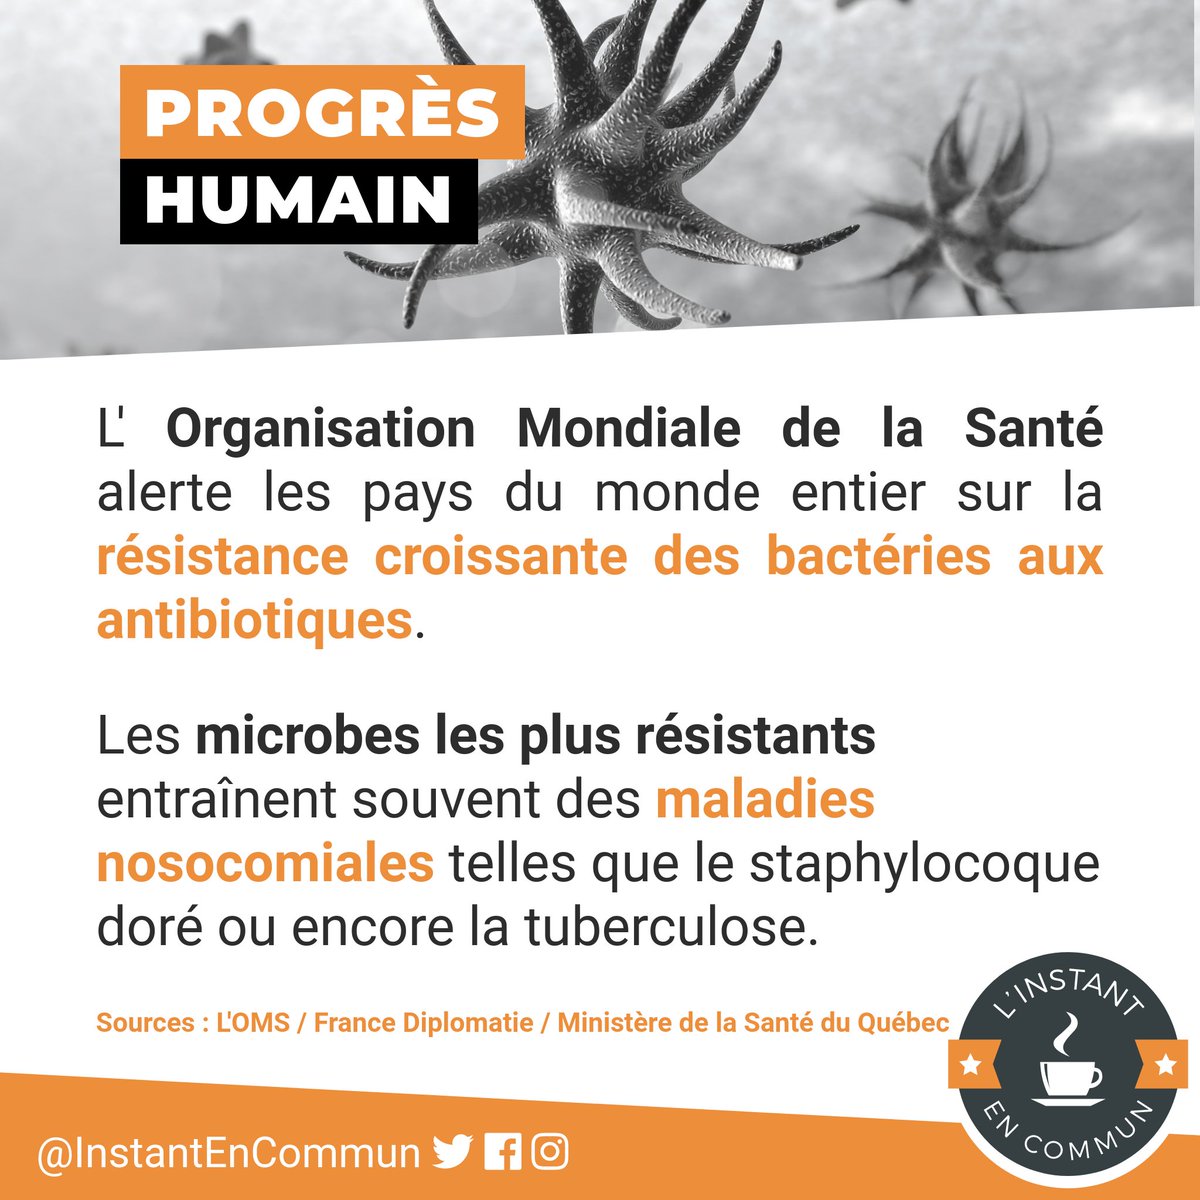 PROGRÈS
HUMAIN
L' Organisation Mondiale de la Santé
alerte les pays du monde entier sur la
résistance croissante des bactéries aux
antibiotiques.
Les microbes les plus résistants
entraînent souvent des maladies
nosocomiales telles que le staphylocoque
doré ou encore la tuberculose.
Sources : L'OMS / France Diplomatie / Ministère de la Santé du Québec
L'INSTANT
EN COMMUN
@InstantEnCommun